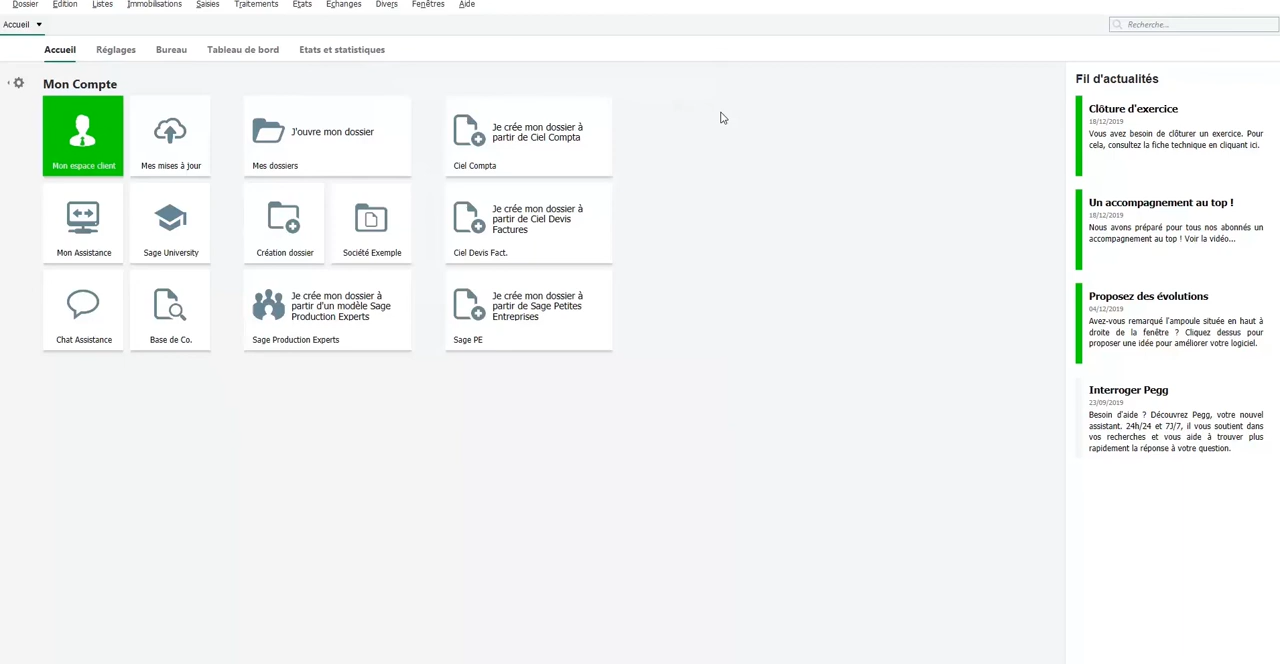 Dossier Edition Listes Immobilisations Saisies Traitements Etats Echanges Divers Fenêtres Aide
Accueil
Recherche...
Accueil Réglages Bureau Tableau de bord Etats et statistiques
Mon Compte
Mon espace client
Mes mises à jour
J'ouvre mon dossier
Mes dossiers
Je crée mon dossier à
partir de Ciel Compta
Ciel Compta
Mon Assistance
Sage University
Création dossier
Société Exemple
Je crée mon dossier à
partir de Ciel Devis
Factures
Ciel Devis Fact.
Chat Assistance
Base de Co.
Je crée mon dossier à
partir d'un modèle Sage
Production Experts
Sage Production Experts
Je crée mon dossier à
partir de Sage Petites
Entreprises
Sage PE
Fil d'actualités
Clôture d'exercice
18/12/2019
Vous avez besoin de clôturer un exercice. Pour
cela, consultez la fiche technique en cliquant ici.
Un accompagnement au top !
18/12/2019
Nous avons préparé pour tous nos abonnés un
accompagnement au top ! Voir la vidéo...
Proposez des évolutions
04/12/2019
Avez-vous remarqué l'ampoule située en haut à
droite de la fenêtre ? Cliquez dessus pour
proposer une idée pour améliorer votre logiciel.
Interroger Pegg
23/09/2019
Besoin d'aide ? Découvrez Pegg, votre nouvel
assistant. 24h/24 et 7J/7, il vous soutient dans
vos recherches et vous aide à trouver plus
rapidement la réponse à votre question.